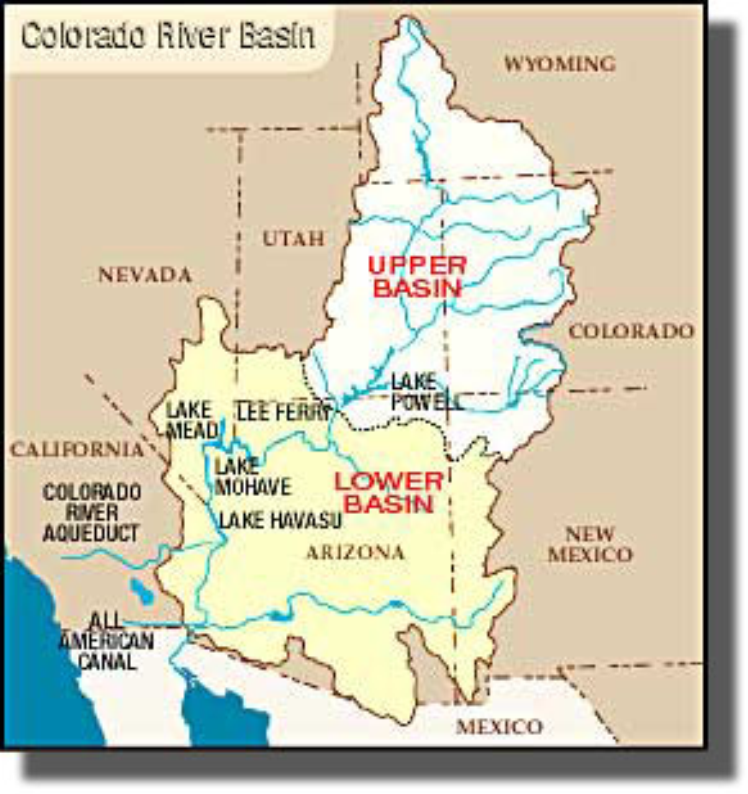 Colorado River Basin
WYOMING
UTAH
NEVADA
UPPER
BASIN
COLORADO
LAKE
POWELL
LAKE
MEAD
LEE FERRY
CALIFORNIA
LAKE
MOHAVE
LOWER
BASIN
COLORADO
RIVER
AQUEDUCT
LAKE HAVASU
ARIZONA
NEW
MEXICO
ALL
AMERICAN
CANAL
MEXICO